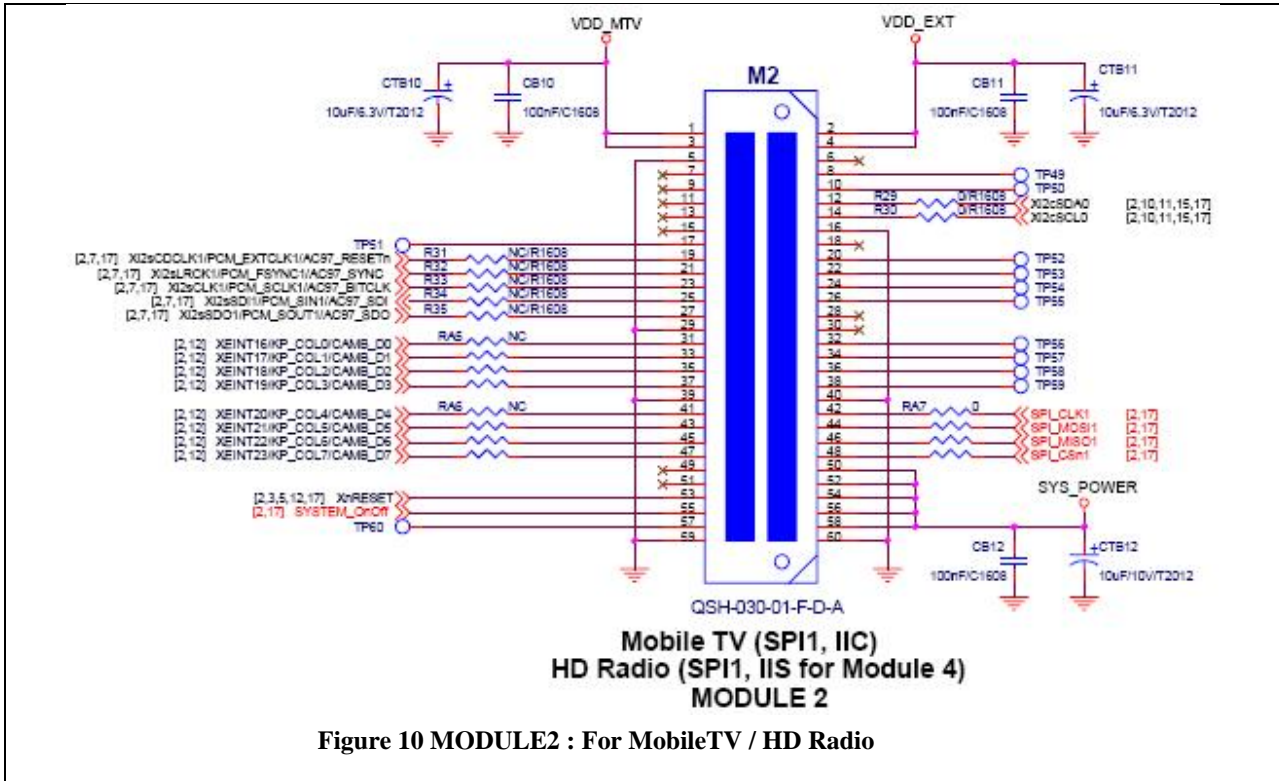 VDD_MTV
VDD_EXT
CTB10
10uF/6.3V/T2012
CB10
100nF/C1608
M2
CB11
100nF/C1608
CTB11
10uF/6.3V/T2012
1 2
3 4
5 6
7 8 TP49
9 10 TP50
11 12 R29 0/R1608 Xi2cSDA0 [2,10,11,15,17]
13 14 R30 0/R1608 Xi2cSCL0 [2,10,11,15,17]
15 16
TP51 17 18
[2,7,17] Xi2sCDCLK1/PCM_EXTCLK1/AC97_RESETn R31 NC/R1608 19 20 TP52
[2,7,17] Xi2sLRCK1/PCM_FSYNC1/AC97_SYNC R32 NC/R1608 21 22 TP53
[2,7,17] Xi2sCLK1/PCM_SCLK1/AC97_BITCLK R33 NC/R1608 23 24 TP54
[2,7,17] Xi2sSDI1/PCM_SIN1/AC97_SDI R34 NC/R1608 25 26 TP55
[2,7,17] Xi2sSDO1/PCM_SOUT1/AC97_SDO R35 NC/R1608 27 28
29 30
[2,12] XEINT16/KP_COL0/CAMB_D0 RA5 NC 31 32 TP56
[2,12] XEINT17/KP_COL1/CAMB_D1 33 34 TP57
[2,12] XEINT18/KP_COL2/CAMB_D2 35 36 TP58
[2,12] XEINT19/KP_COL3/CAMB_D3 37 38 TP59
39 40
[2,12] XEINT20/KP_COL4/CAMB_D4 RA6 NC 41 42 RA7 0 SPI_CLK1 [2,17]
[2,12] XEINT21/KP_COL5/CAMB_D5 43 44 SPI_MOSI1 [2,17]
[2,12] XEINT22/KP_COL6/CAMB_D6 45 46 SPI_MISO1 [2,17]
[2,12] XEINT23/KP_COL7/CAMB_D7 47 48 SPI_CSn1 [2,17]
49 50
51 52
[2,3,5,12,17] XnRESET 53 54
SYS_POWER
[2,17] SYSTEM_OnOff 55 56
TP60 57 58
59 60
CB12
100nF/C1608
CTB12
10uF/10V/T2012
QSH-030-01-F-D-A
Mobile TV (SPI1, IIC)
HD Radio (SPI1, IIS for Module 4)
MODULE 2
Figure 10 MODULE2 : For MobileTV / HD Radio